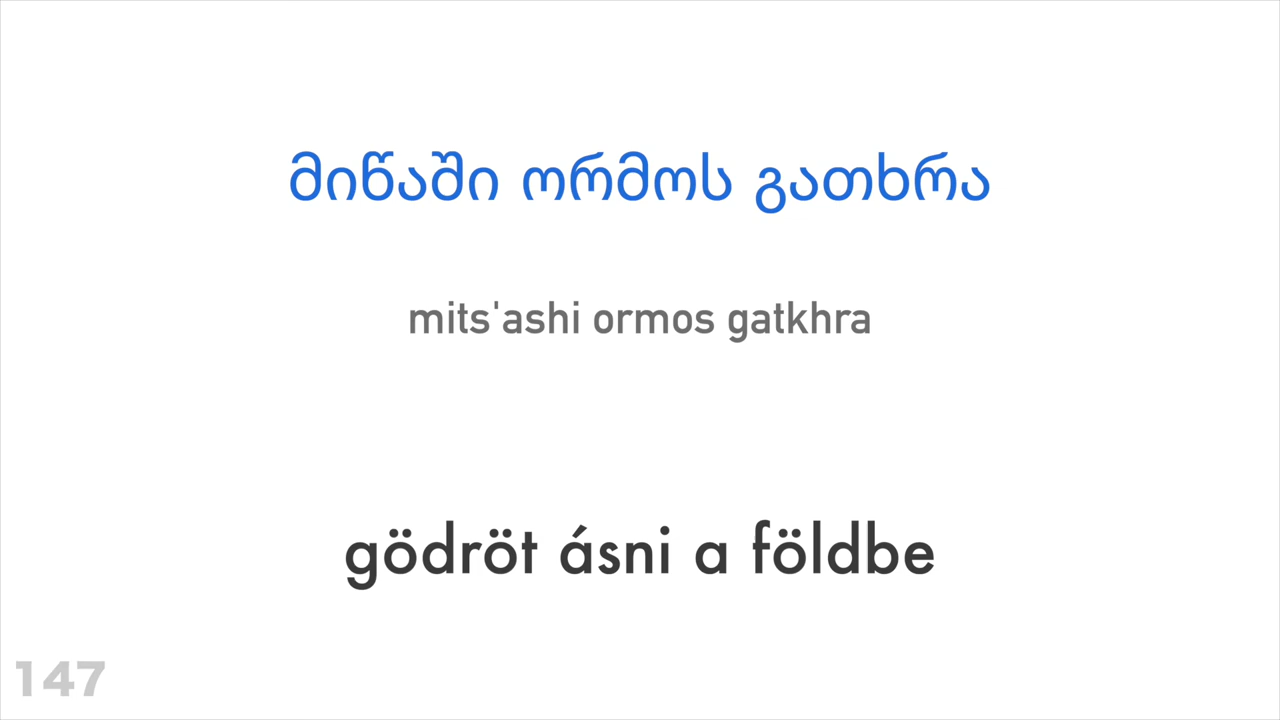 მიწაში ორმოს გათხრა
mits'ashi ormos gatkhra
gödröt ásni a földbe
147